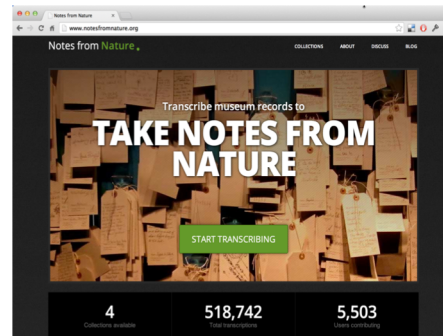 Notes from Nature
www.notesfromnature.org
Notes from Nature
COLLECTIONS ABOUT DISCUSS BLOG
Transcribe museum records to
TAKE NOTES FROM
NATURE
START TRANSCRIBING
4 518,742 5,503
Collections available Total transcriptions Users contributing